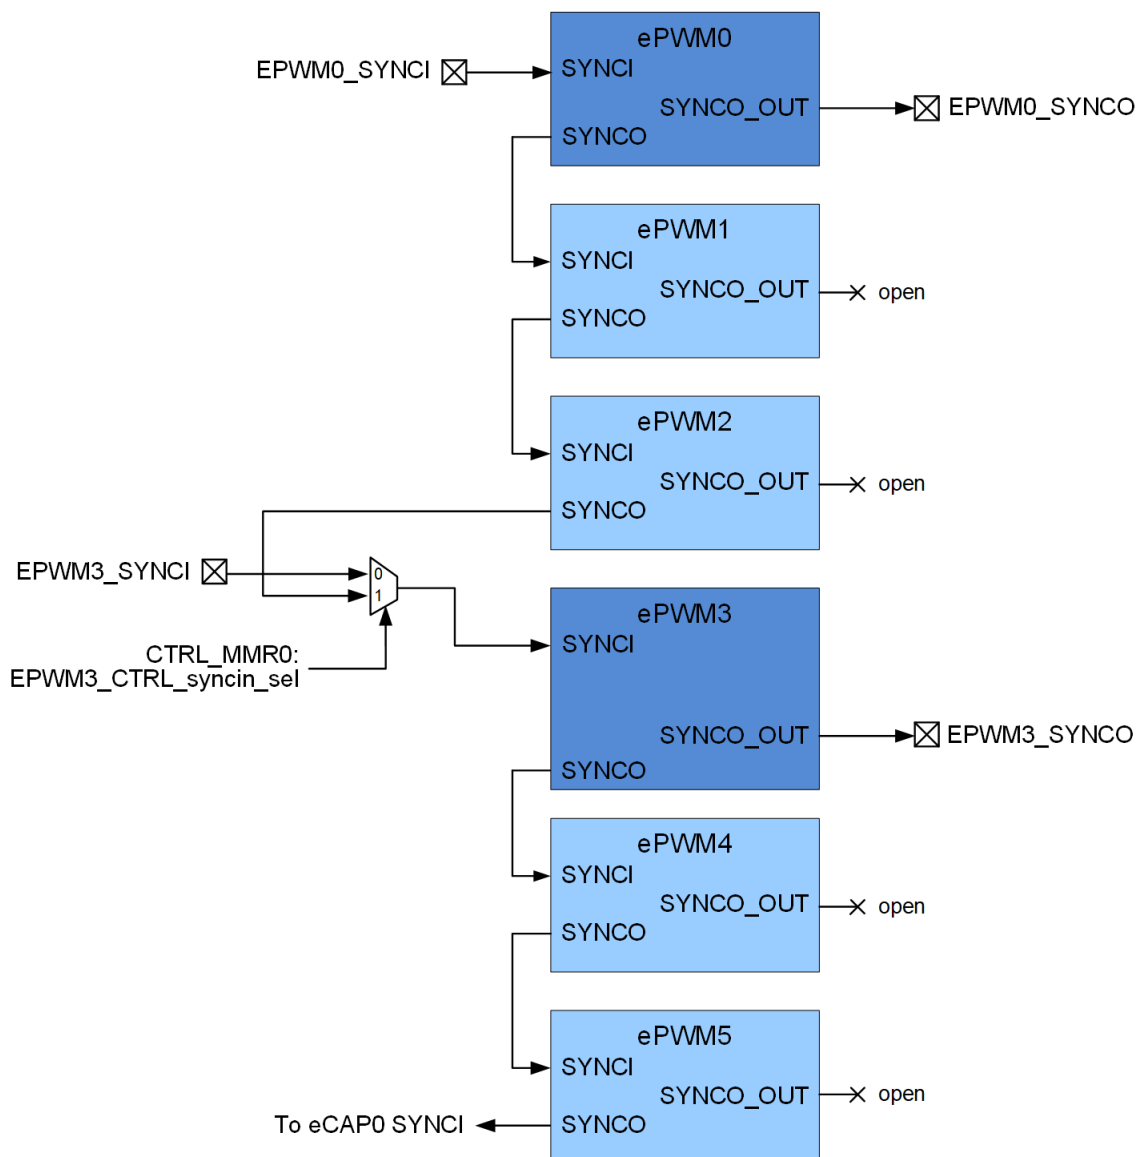 ePWM0
EPWM0_SYNCI
SYNCI
SYNCO_OUT
EPWM0_SYNCO
SYNCO
ePWM1
SYNCI
SYNCO_OUT
open
SYNCO
ePWM2
SYNCI
SYNCO_OUT
open
SYNCO
EPWM3_SYNCI
0
1
ePWM3
SYNCI
CTRL_MMR0:
EPWM3_CTRL_syncin_sel
SYNCO_OUT
EPWM3_SYNCO
SYNCO
ePWM4
SYNCI
SYNCO_OUT
open
SYNCO
ePWM5
SYNCI
SYNCO_OUT
open
To eCAP0 SYNCI
SYNCO